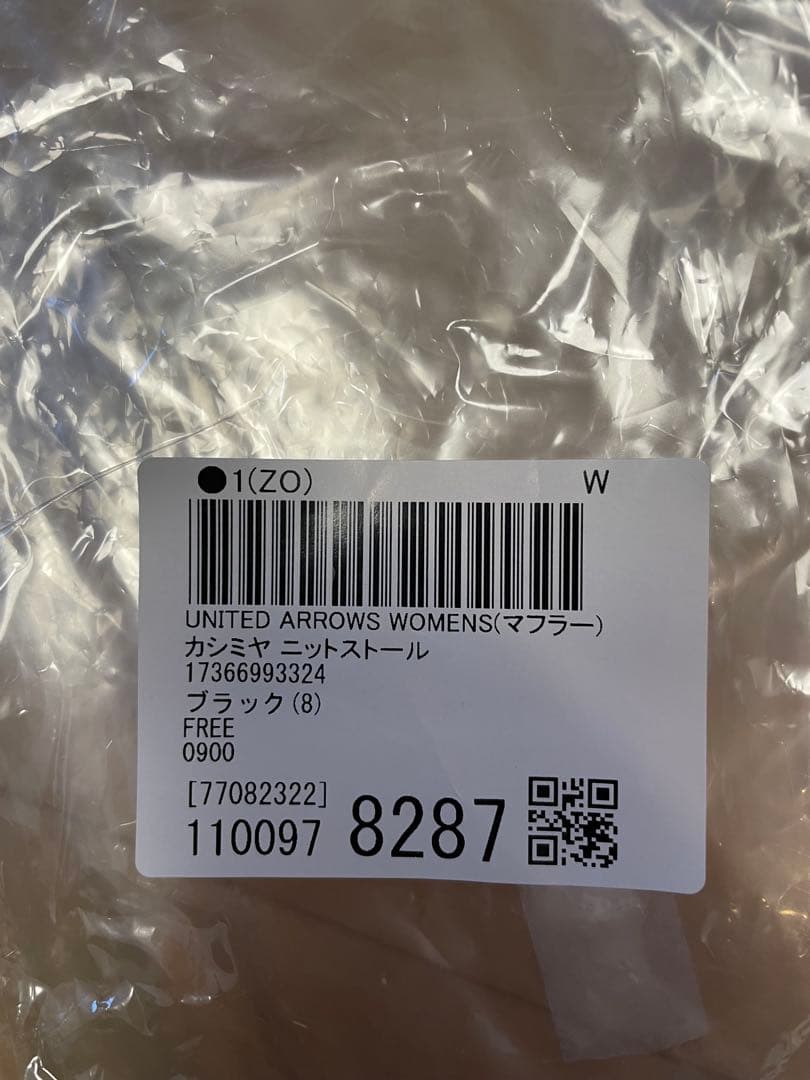 ●1(ZO) W
UNITED ARROWS WOMENS(マフラー)
カシミヤ ニットストール
17366993324
ブラック(8)
FREE
0900
[77082322]
110097 8287